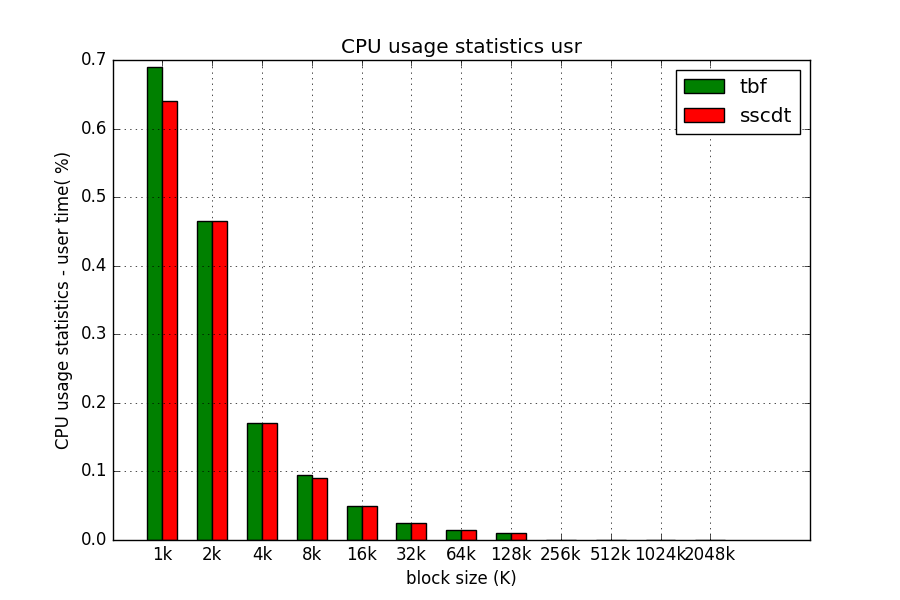 CPU usage statistics usr
CPU usage statistics - user time( %)
0.7
0.6
0.5
0.4
0.3
0.2
0.1
0.0
tbf
sscdt
1k 2k 4k 8k 16k 32k 64k 128k 256k 512k 1024k 2048k
block size (K)